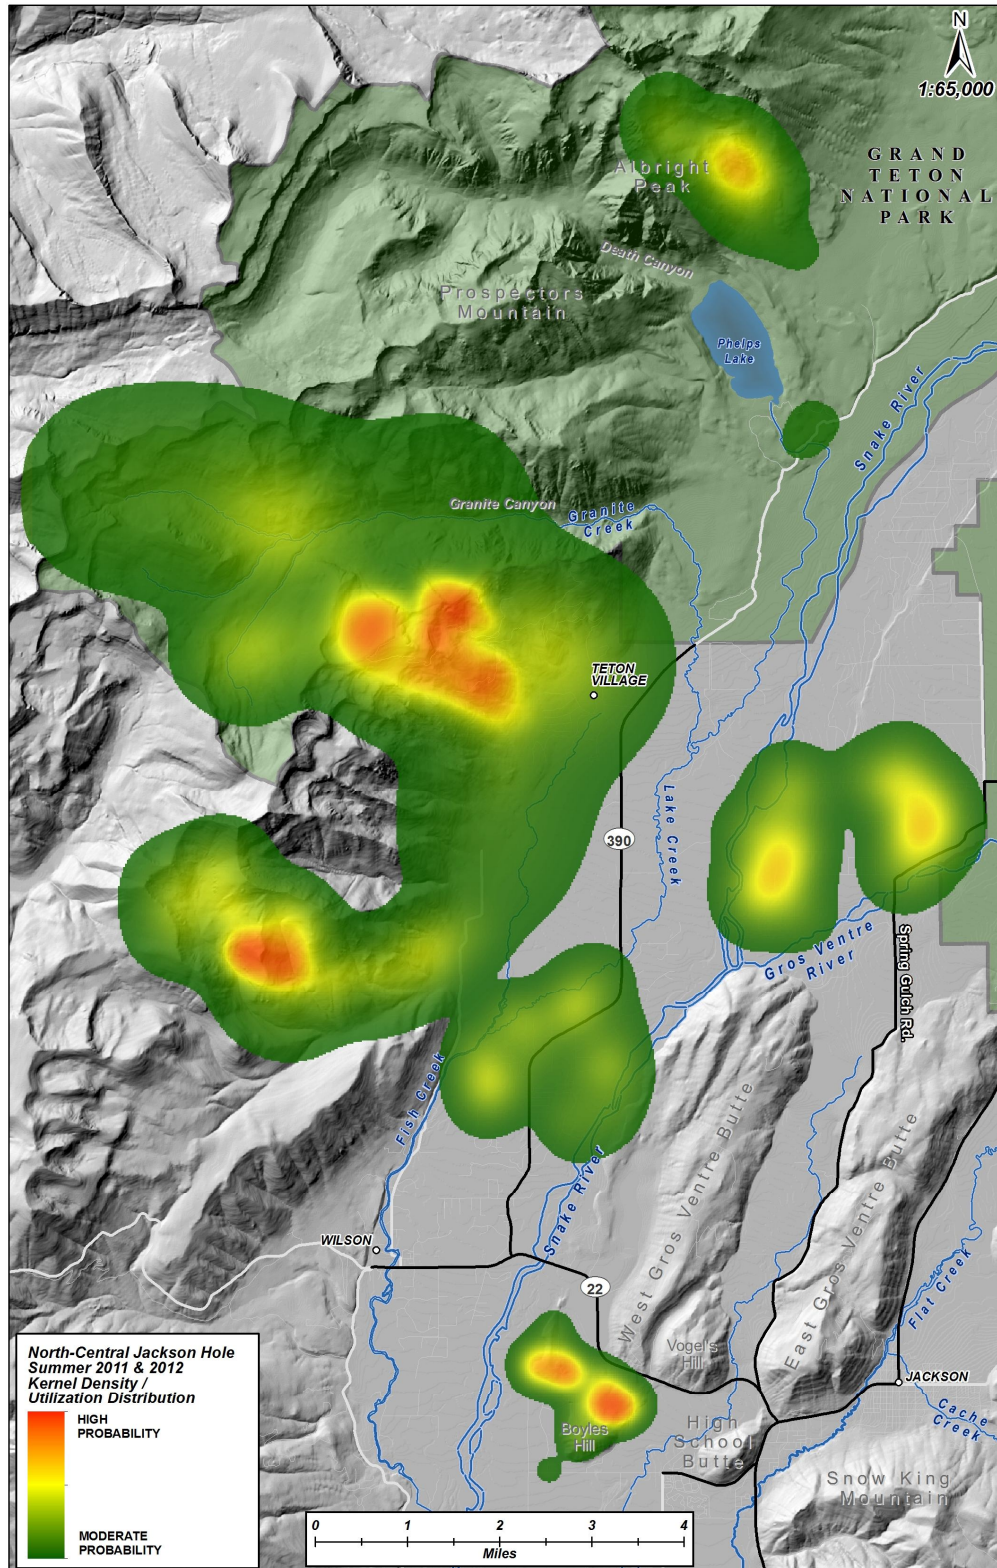 N
1:65,000
GRAND
TETON
NATIONAL
PARK
Albright
Peak
Death Canyon
Prospectors
Mountain
Phelps
Lake
Snake River
Granite Canyon
Granite
Creek
TETON
VILLAGE
390
Lake Creek
Gros Ventre
River
Spring Gulch Rd.
Fish Creek
West Gros Ventre Butte
East Gros Ventre Butte
Snake River
WILSON
22
Flat Creek
Vogel's
Hill
JACKSON
Cache
Creek
Boyles
Hill
High
School
Butte
Snow King
Mountain
North-Central Jackson Hole
Summer 2011 & 2012
Kernel Density /
Utilization Distribution
HIGH
PROBABILITY
MODERATE
PROBABILITY
0 1 2 3 4
Miles